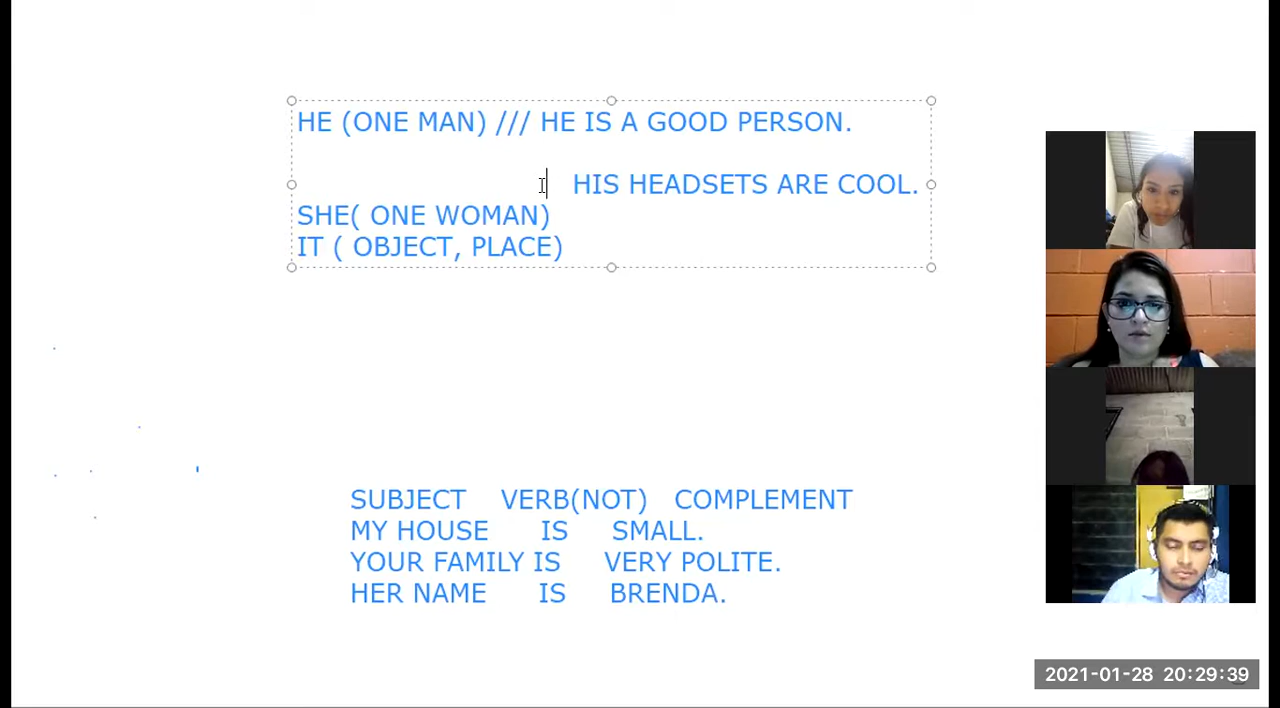 HE (ONE MAN) /// HE IS A GOOD PERSON.
HIS HEADSETS ARE COOL.
SHE( ONE WOMAN)
IT ( OBJECT, PLACE)
SUBJECT VERB(NOT) COMPLEMENT
MY HOUSE IS SMALL.
YOUR FAMILY IS VERY POLITE.
HER NAME IS BRENDA.
2021-01-28 20:29:39